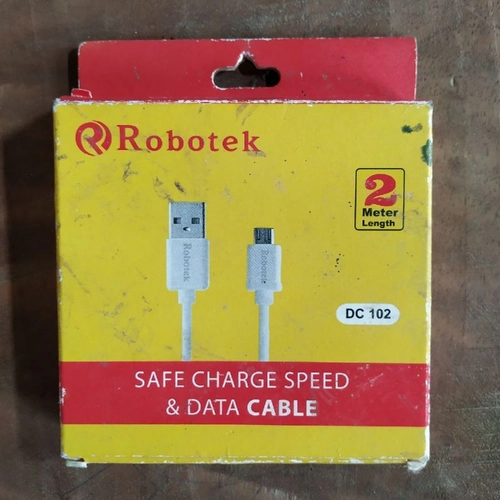 Robotek
2
Meter
Length
Robotek
Robotek
DC 102
SAFE CHARGE SPEED
& DATA CABLE